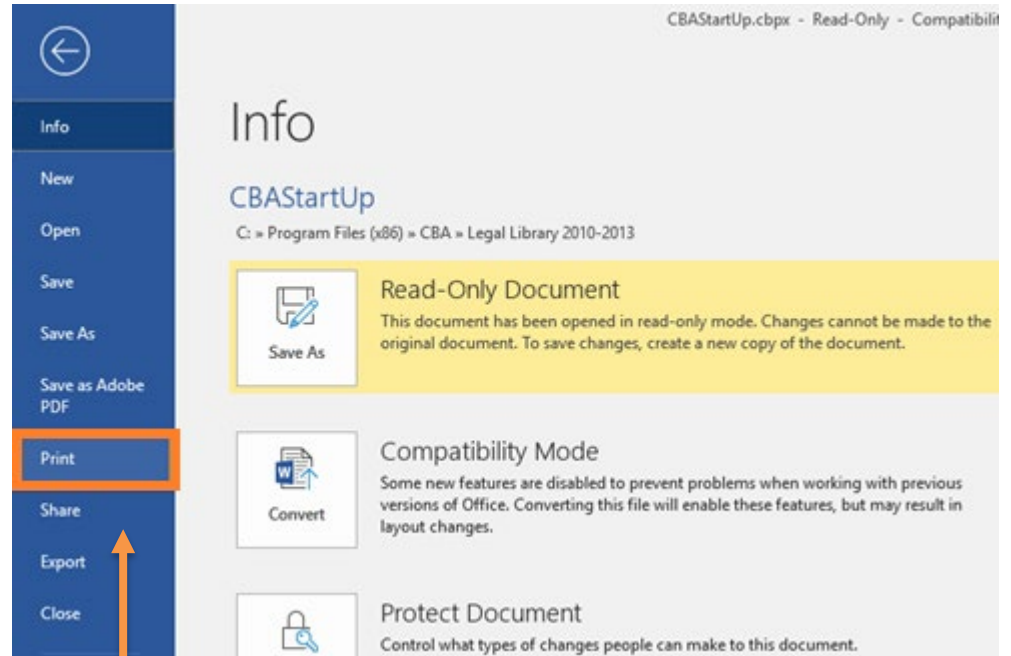 CBAStartUp.cbpx - Read-Only - Compatibili
Info
New
Open
Save
Save As
Save as Adobe
PDF
Print
Share
Export
Close
Info
CBAStartUp
C: » Program Files (x86) » CBA » Legal Library 2010-2013
Save As
Read-Only Document
This document has been opened in read-only mode. Changes cannot be made to the
original document. To save changes, create a new copy of the document.
Convert
Compatibility Mode
Some new features are disabled to prevent problems when working with previous
versions of Office. Converting this file will enable these features, but may result in
layout changes.
Protect Document
Control what types of changes people can make to this document.